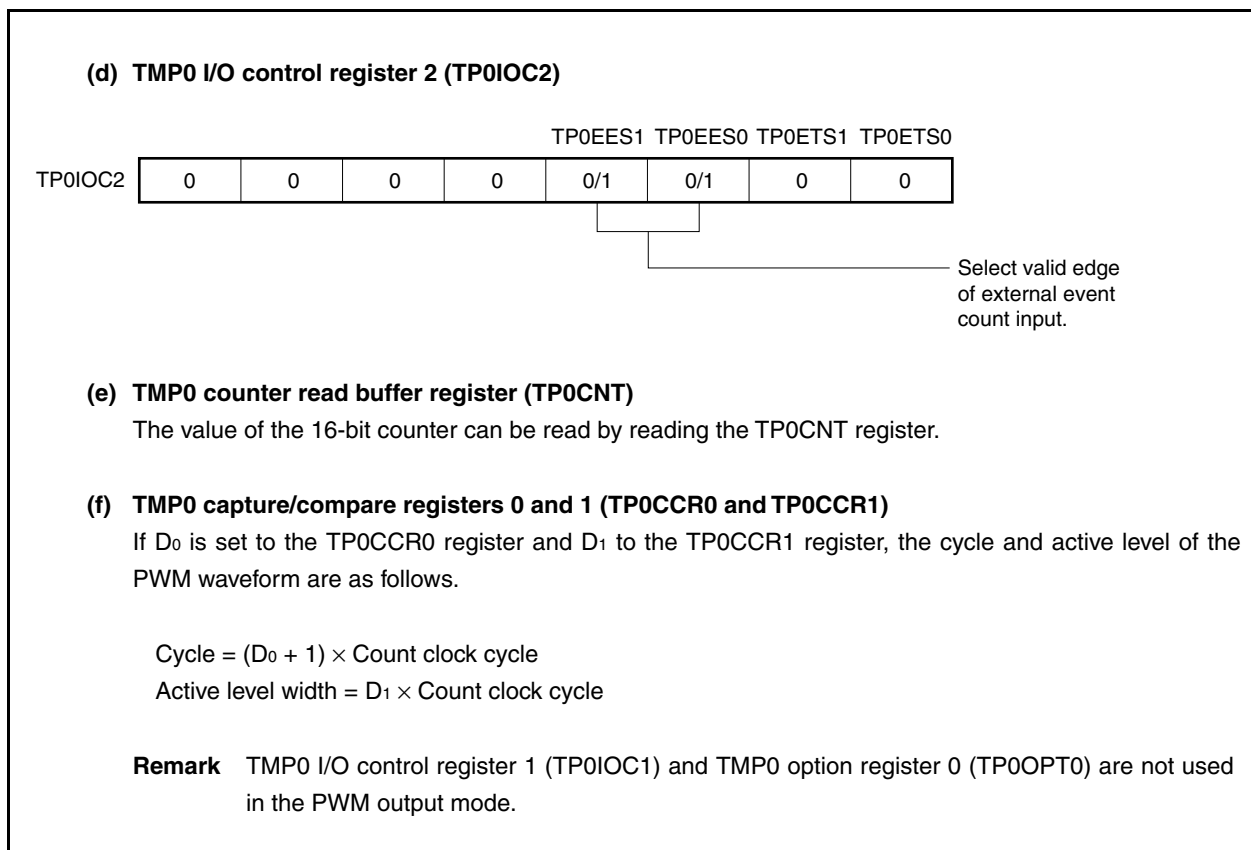 (d) TMP0 I/O control register 2 (TP0IOC2)
TP0EES1 TP0EES0 TP0ETS1 TP0ETS0
TP0IOC2 0 0 0 0 0/1 0/1 0 0
Select valid edge
of external event
count input.
(e) TMP0 counter read buffer register (TP0CNT)
The value of the 16-bit counter can be read by reading the TP0CNT register.
(f) TMP0 capture/compare registers 0 and 1 (TP0CCR0 and TP0CCR1)
If D0 is set to the TP0CCR0 register and D1 to the TP0CCR1 register, the cycle and active level of the
PWM waveform are as follows.
Cycle = (D0 + 1) × Count clock cycle
Active level width = D1 × Count clock cycle
Remark TMP0 I/O control register 1 (TP0IOC1) and TMP0 option register 0 (TP0OPT0) are not used
in the PWM output mode.